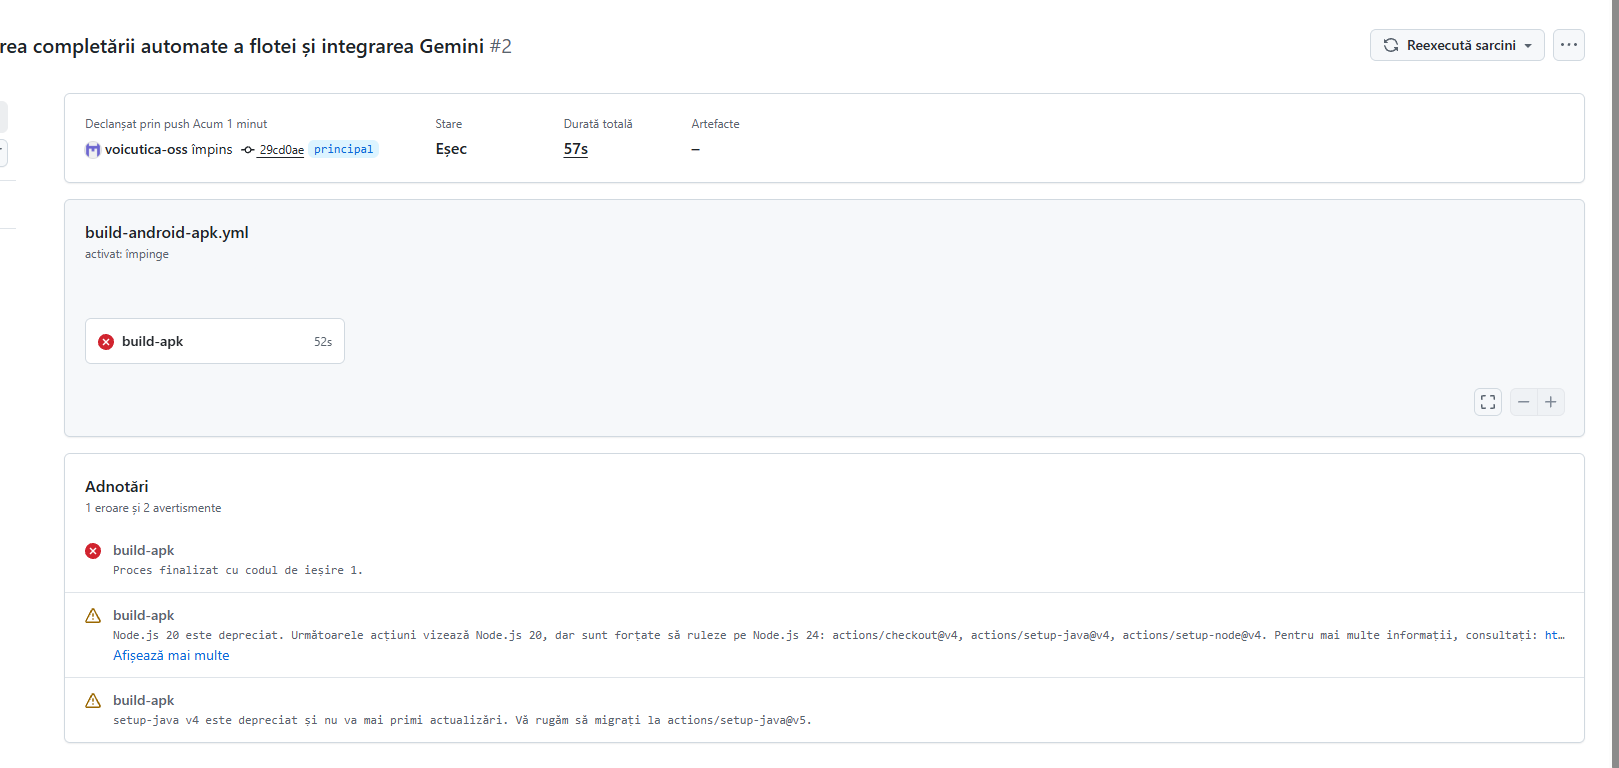 rea completării automate a flotei și integrarea Gemini #2
Reexecută sarcini
Declanșat prin push Acum 1 minut
Stare
Durată totală
Artefacte
voicutica-oss împins 29cd0ae principal
Eșec
57s
–
build-android-apk.yml
activat: împinge
build-apk
52s
Adnotări
1 eroare și 2 avertismente
build-apk
Proces finalizat cu codul de ieșire 1.
build-apk
Node.js 20 este depreciat. Următoarele acțiuni vizează Node.js 20, dar sunt forțate să ruleze pe Node.js 24: actions/checkout@v4, actions/setup-java@v4, actions/setup-node@v4. Pentru mai multe informații, consultați: ht…
Afișează mai multe
build-apk
setup-java v4 este depreciat și nu va mai primi actualizări. Vă rugăm să migrați la actions/setup-java@v5.